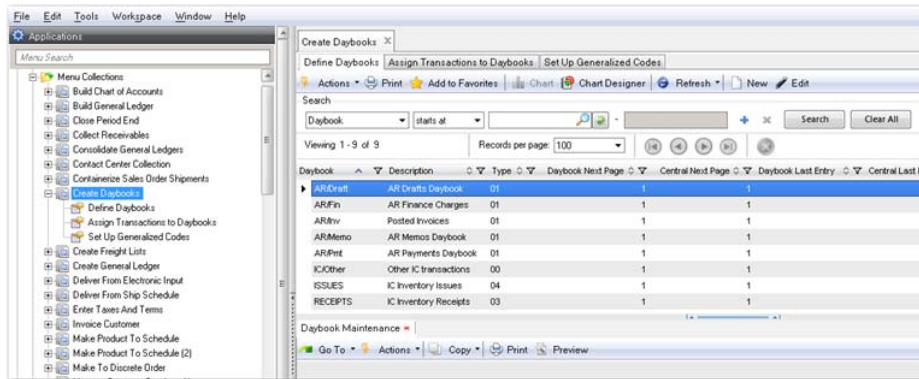 File Edit Tools Workspace Window Help
Applications
Menu Search
Menu Collections
Build Chart of Accounts
Build General Ledger
Close Period End
Collect Receivables
Consolidate General Ledgers
Contact Center Collection
Containerize Sales Order Shipments
Create Daybooks
Define Daybooks
Assign Transactions to Daybooks
Set Up Generalized Codes
Create Freight Lists
Create General Ledger
Deliver From Electronic Input
Deliver From Ship Schedule
Enter Taxes And Terms
Invoice Customer
Make Product To Schedule
Make Product To Schedule (2)
Make To Discrete Order
Create Daybooks
Define Daybooks Assign Transactions to Daybooks Set Up Generalized Codes
Actions Print Add to Favorites Chart Chart Designer Refresh New Edit
Search
Daybook starts at - Search Clear All
Viewing 1 - 9 of 9 Records per page: 100
Daybook Description Type Daybook Next Page Central Next Page Daybook Last Entry Central Last
AR/Draft AR Drafts Daybook 01 1 1
AR/Fin AR Finance Charges 01 1 1
AR/Inv Posted Invoices 01 1 1
AR/Memo AR Memos Daybook 01 1 1
AR/Pmt AR Payments Daybook 01 1 1
IC/Other Other IC transactions 00 1 1
ISSUES IC Inventory Issues 04 1 1
RECEIPTS IC Inventory Receipts 03 1 1
Daybook Maintenance
Go To Actions Copy Print Preview